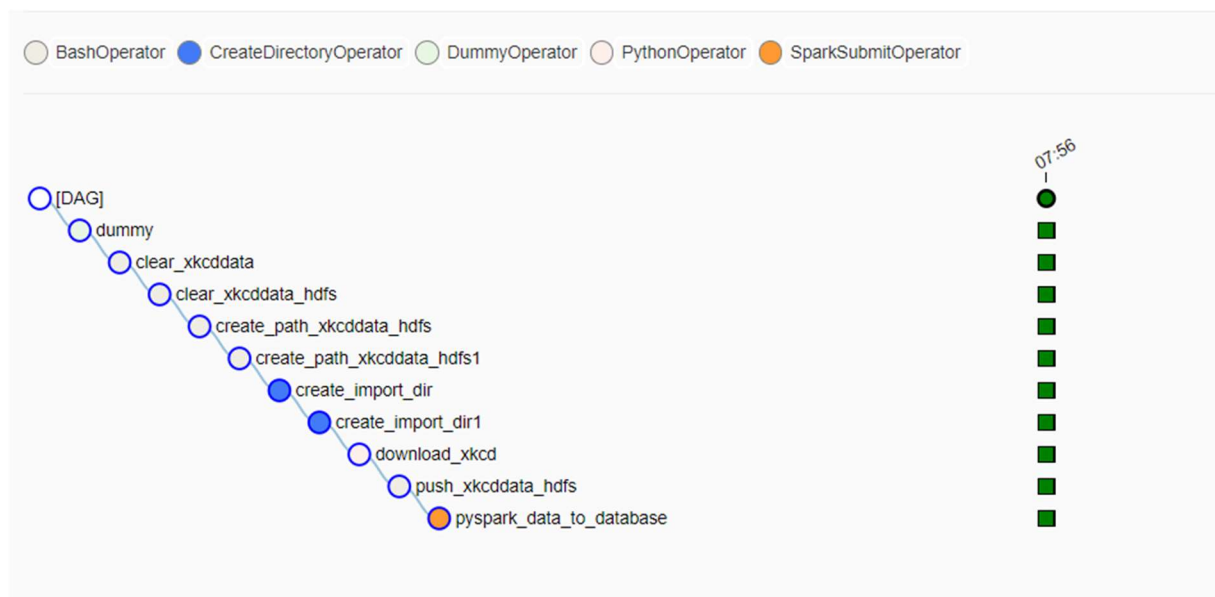 BashOperator CreateDirectoryOperator DummyOperator PythonOperator SparkSubmitOperator
07:56
[DAG]
dummy
clear_xkcddata
clear_xkcddata_hdfs
create_path_xkcddata_hdfs
create_path_xkcddata_hdfs1
create_import_dir
create_import_dir1
download_xkcd
push_xkcddata_hdfs
pyspark_data_to_database